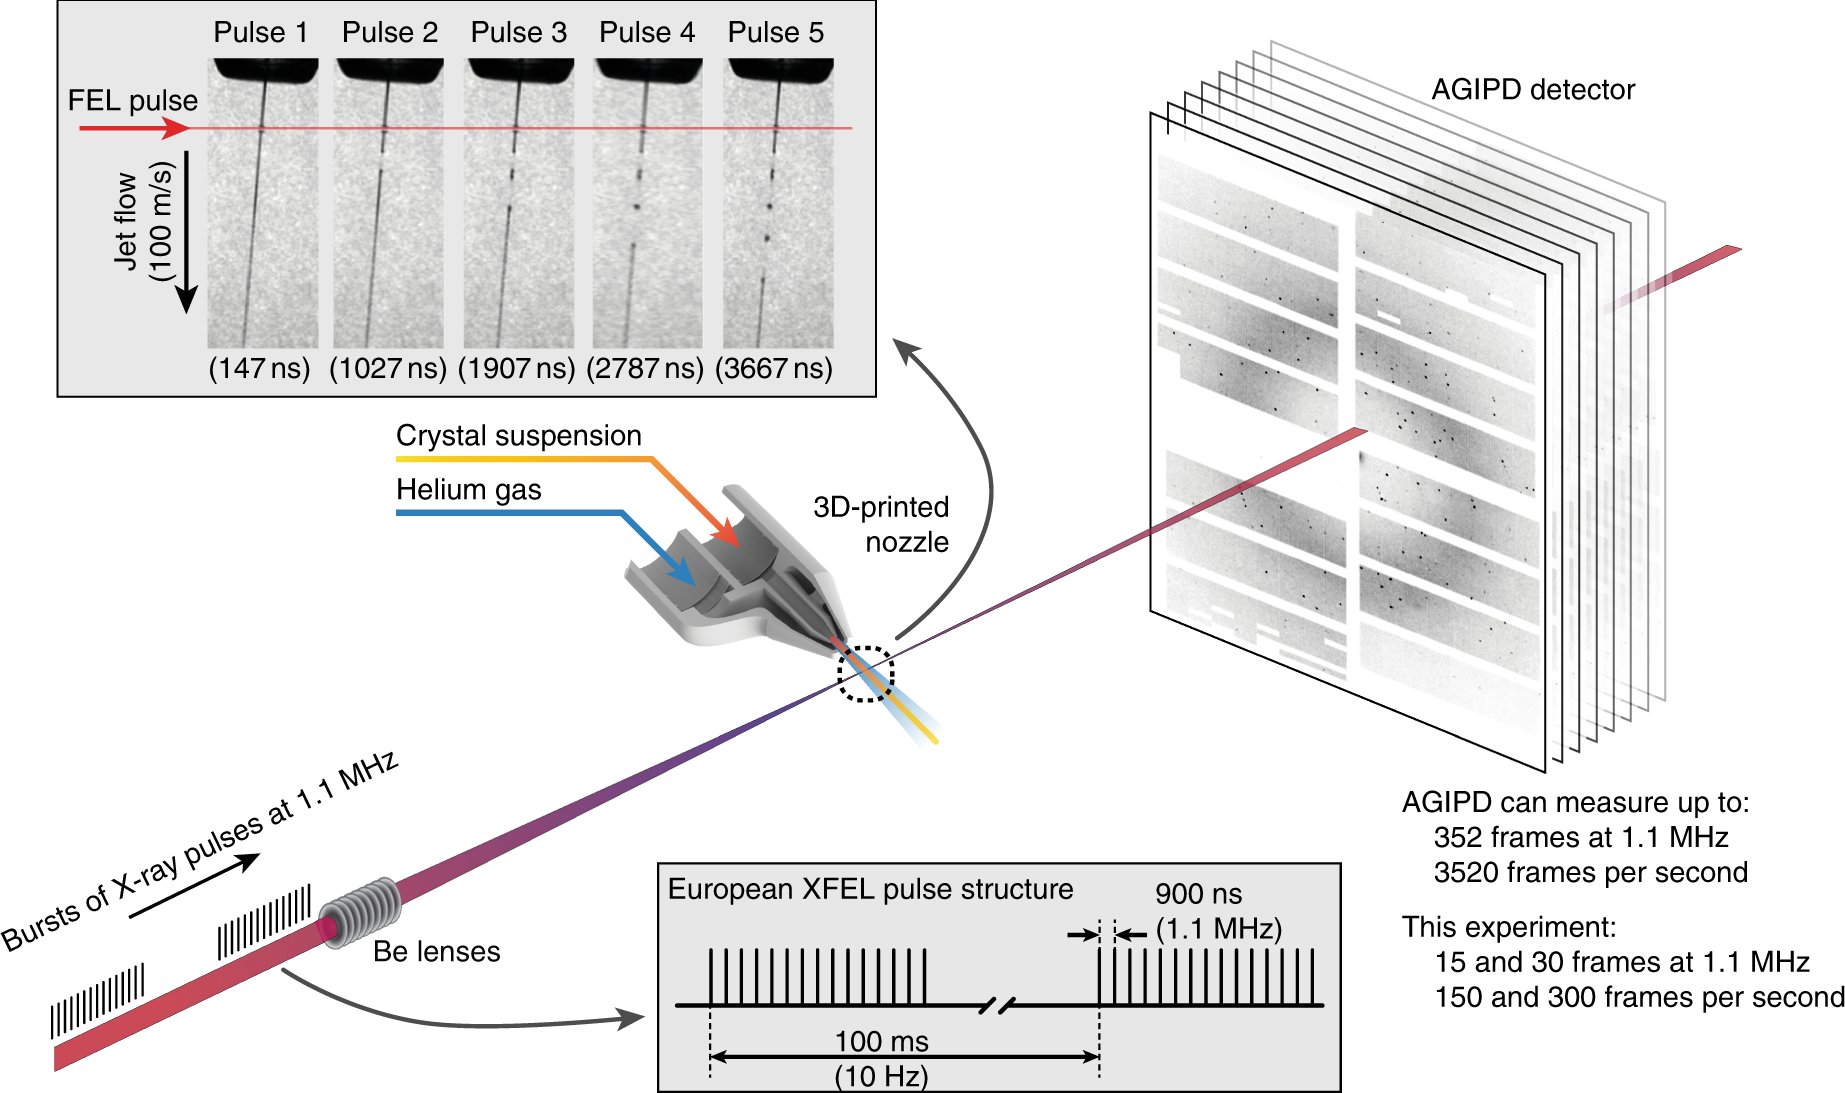 Pulse 1 Pulse 2 Pulse 3 Pulse 4 Pulse 5
FEL pulse
Jet flow
(100 m/s)
(147 ns) (1027 ns) (1907 ns) (2787 ns) (3667 ns)
AGIPD detector
Crystal suspension
Helium gas
3D-printed
nozzle
Bursts of X-ray pulses at 1.1 MHz
Be lenses
European XFEL pulse structure
900 ns
(1.1 MHz)
100 ms
(10 Hz)
AGIPD can measure up to:
352 frames at 1.1 MHz
3520 frames per second
This experiment:
15 and 30 frames at 1.1 MHz
150 and 300 frames per second